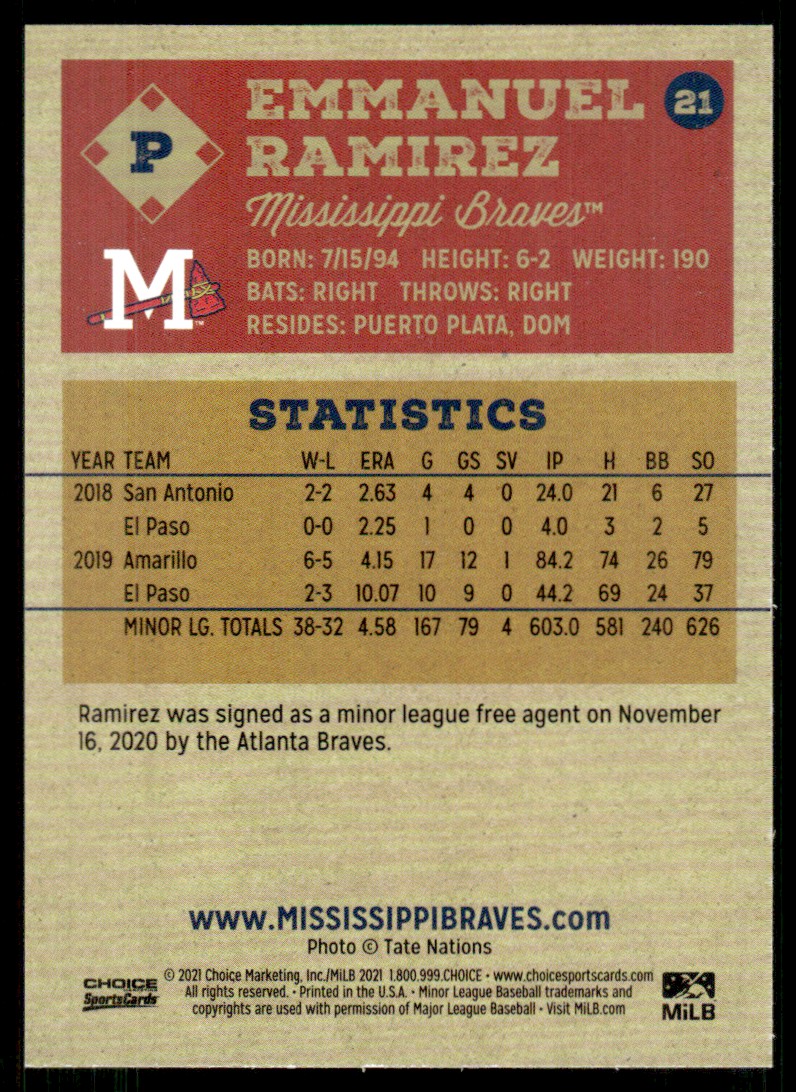 P
EMMANUEL
21
RAMIREZ
Mississippi Braves™
M™
BORN: 7/15/94 HEIGHT: 6-2 WEIGHT: 190
BATS: RIGHT THROWS: RIGHT
RESIDES: PUERTO PLATA, DOM
STATISTICS
YEAR TEAM W-L ERA G GS SV IP H BB SO
2018 San Antonio 2-2 2.63 4 4 0 24.0 21 6 27
El Paso 0-0 2.25 1 0 0 4.0 3 2 5
2019 Amarillo 6-5 4.15 17 12 1 84.2 74 26 79
El Paso 2-3 10.07 10 9 0 44.2 69 24 37
MINOR LG. TOTALS 38-32 4.58 167 79 4 603.0 581 240 626
Ramirez was signed as a minor league free agent on November
16, 2020 by the Atlanta Braves.
www.MISSISSIPPIBRAVES.com
Photo © Tate Nations
CHOICE
SportsCards
© 2021 Choice Marketing, Inc./MiLB 2021 1.800.999.CHOICE • www.choicesportscards.com
All rights reserved. • Printed in the U.S.A. • Minor League Baseball trademarks and
copyrights are used with permission of Major League Baseball • Visit MiLB.com
MiLB